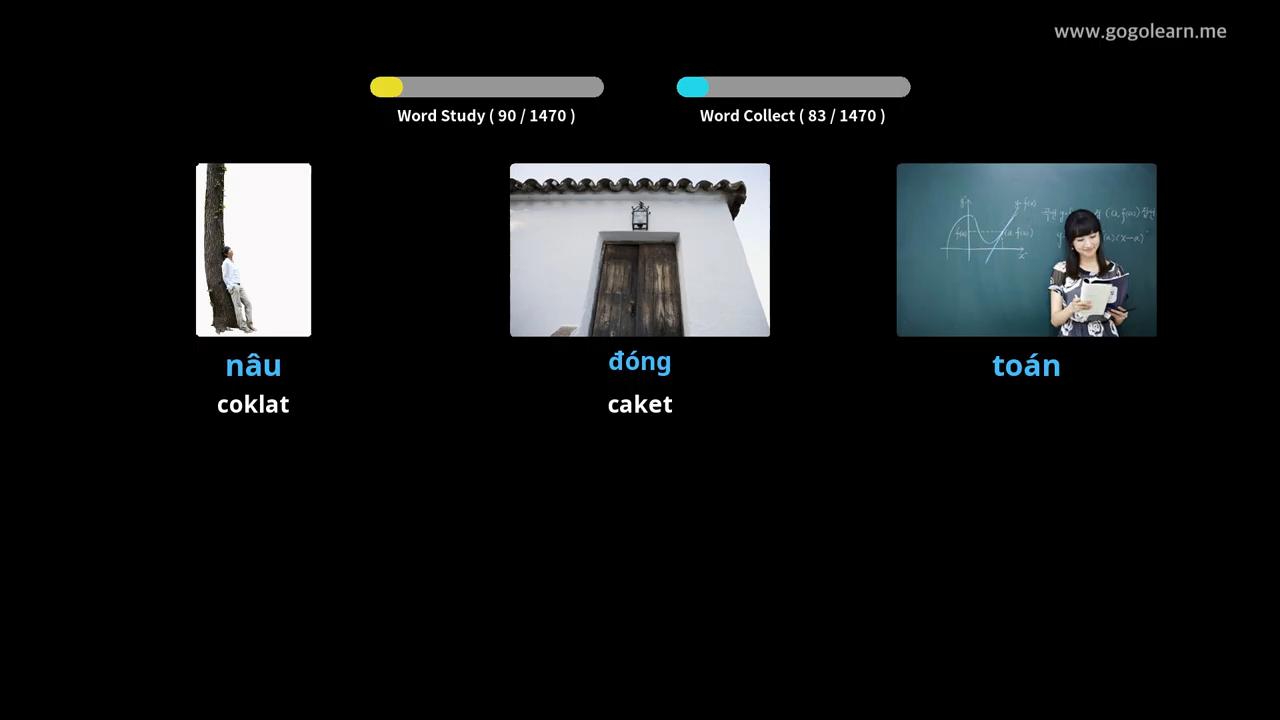 www.gogolearn.me
Word Study ( 90 / 1470 )
Word Collect ( 83 / 1470 )
nâu
coklat
đóng
caket
toán